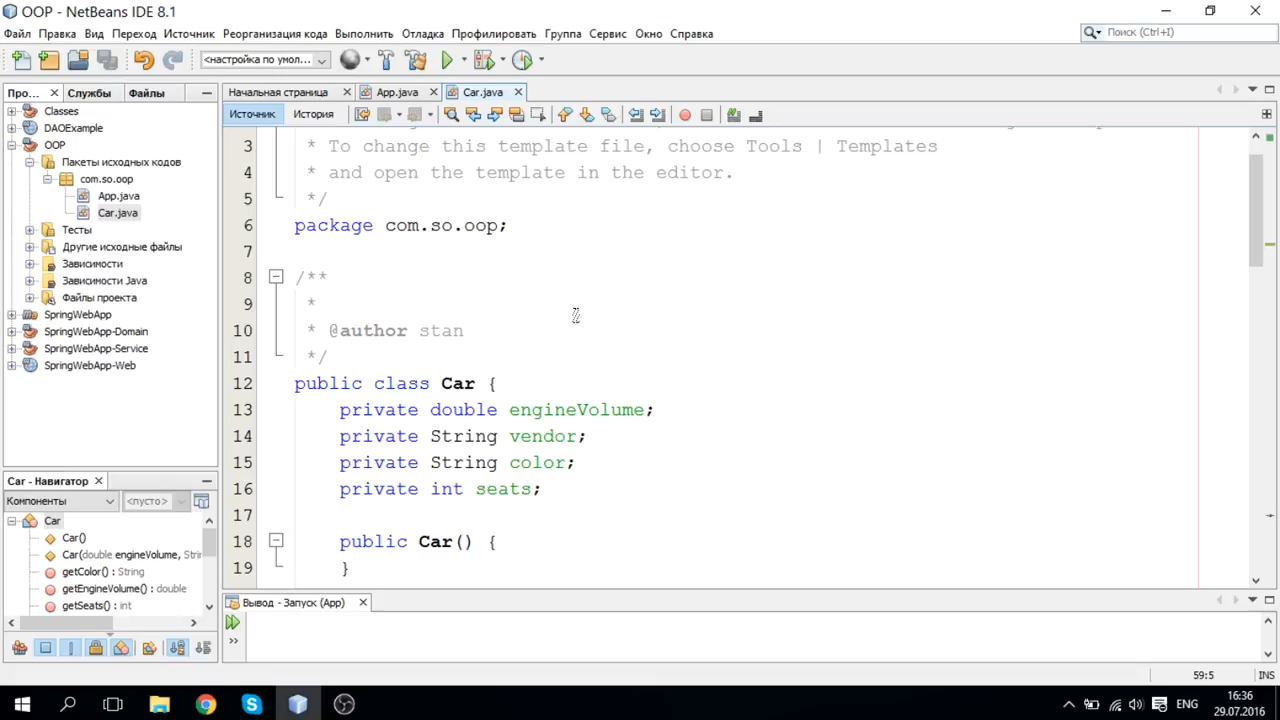 OOP - NetBeans IDE 8.1
Файл Правка Вид Переход Источник Реорганизация кода Выполнить Отладка Профилировать Группа Сервис Окно Справка
Поиск (Ctrl+I)
<настройка по умол...
Про... Службы Файлы
Начальная страница App.java Car.java
Источник История
Classes
DAOExample
OOP
Пакеты исходных кодов
com.so.oop
App.java
Car.java
Тесты
Другие исходные файлы
Зависимости
Зависимости Java
Файлы проекта
SpringWebApp
SpringWebApp-Domain
SpringWebApp-Service
SpringWebApp-Web
3 * To change this template file, choose Tools | Templates
4 * and open the template in the editor.
5 */
6 package com.so.oop;
7
8 /**
9 *
10 * @author stan
11 */
12 public class Car {
13 private double engineVolume;
14 private String vendor;
15 private String color;
16 private int seats;
17
18 public Car() {
19 }
Car - Навигатор
Компоненты <пусто>
Car
Car()
Car(double engineVolume, Strin
getColor() : String
getEngineVolume() : double
getSeats() : int
Вывод - Запуск (App)
59:5 INS
ENG
16:36
29.07.2016